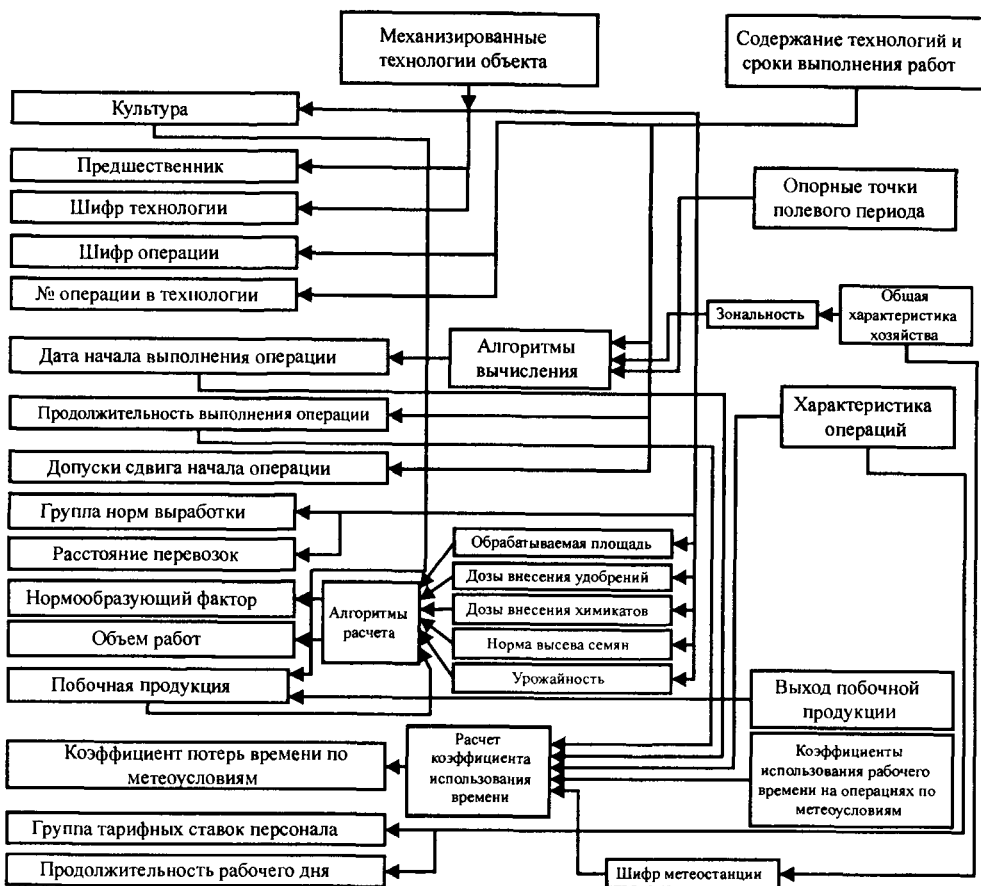 Механизированные
технологии объекта
Содержание технологий и
сроки выполнения работ
Культура
Предшественник
Шифр технологии
Опорные точки
полевого периода
Шифр операции
№ операции в технологии
Зональность
Общая
характеристика
хозяйства
Дата начала выполнения операции
Алгоритмы
вычисления
Продолжительность выполнения операции
Характеристика
операций
Допуски сдвига начала операции
Группа норм выработки
Обрабатываемая площадь
Расстояние перевозок
Дозы внесения удобрений
Нормообразующий фактор
Алгоритмы
расчета
Дозы внесения химикатов
Объем работ
Норма высева семян
Побочная продукция
Урожайность
Выход побочной
продукции
Коэффициент потерь времени по
метеоусловиям
Расчет
коэффициента
использования
времени
Коэффициенты
использования рабочего
времени на операциях по
метеоусловиям
Группа тарифных ставок персонала
Продолжительность рабочего дня
Шифр метеостанции